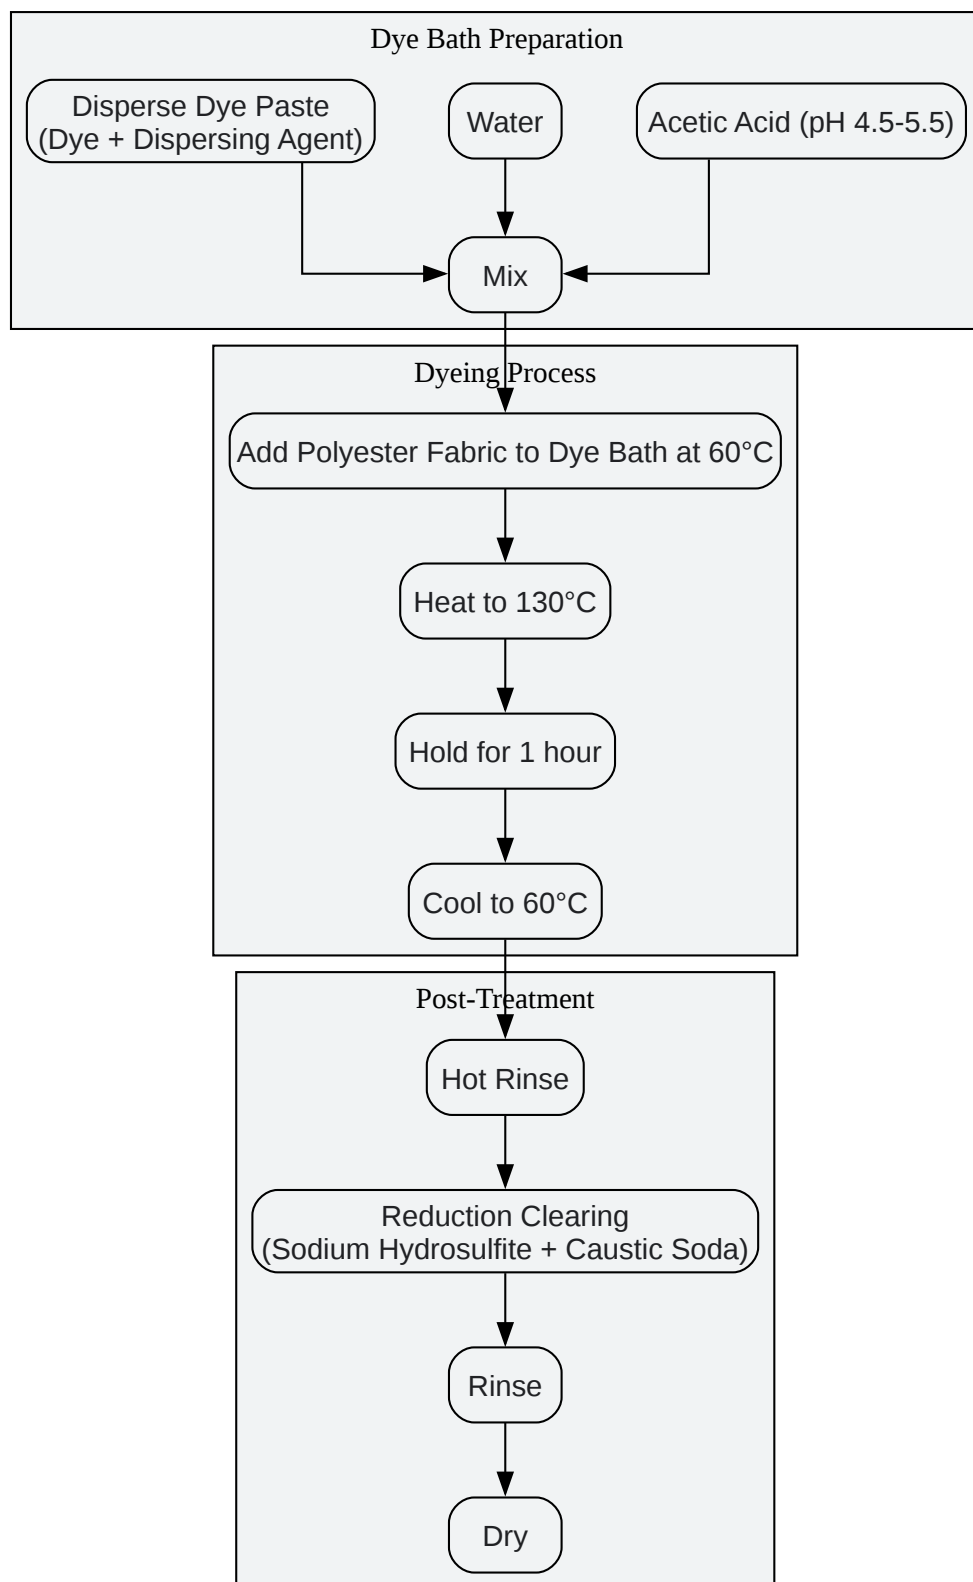 Dye Bath Preparation
Disperse Dye Paste
(Dye + Dispersing Agent)
Water
Acetic Acid (pH 4.5-5.5)
Mix
Dyeing Process
Add Polyester Fabric to Dye Bath at 60°C
Heat to 130°C
Hold for 1 hour
Cool to 60°C
Post-Treatment
Hot Rinse
Reduction Clearing
(Sodium Hydrosulfite + Caustic Soda)
Rinse
Dry